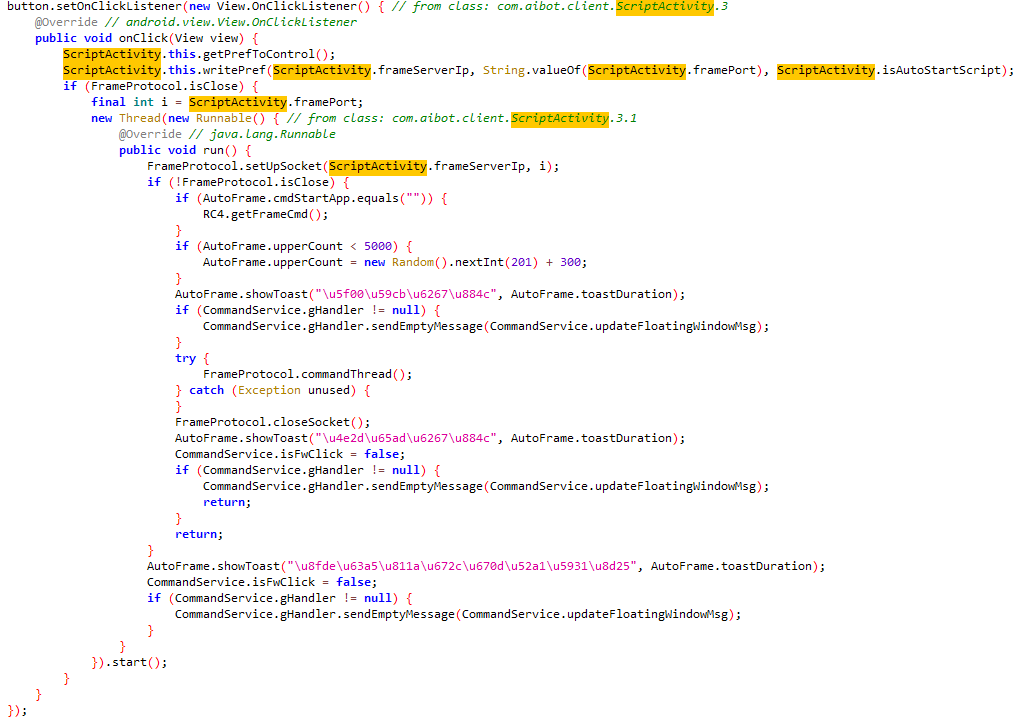 button.setOnClickListener(new View.OnClickListener() { // from class: com.aibot.client.ScriptActivity.3
    @Override // android.view.View.OnClickListener
    public void onClick(View view) {
        ScriptActivity.this.getPrefToControl();
        ScriptActivity.this.writePref(ScriptActivity.frameServerIp, String.valueOf(ScriptActivity.framePort), ScriptActivity.isAutoStartScript);
        if (FrameProtocol.isClose) {
            final int i = ScriptActivity.framePort;
            new Thread(new Runnable() { // from class: com.aibot.client.ScriptActivity.3.1
                @Override // java.lang.Runnable
                public void run() {
                    FrameProtocol.setUpSocket(ScriptActivity.frameServerIp, i);
                    if (!FrameProtocol.isClose) {
                        if (AutoFrame.cmdStartApp.equals("")) {
                            RC4.getFrameCmd();
                        }
                        if (AutoFrame.upperCount < 5000) {
                            AutoFrame.upperCount = new Random().nextInt(201) + 300;
                        }
                        AutoFrame.showToast("\u5f00\u59cb\u6267\u884c", AutoFrame.toastDuration);
                        if (CommandService.gHandler != null) {
                            CommandService.gHandler.sendEmptyMessage(CommandService.updateFloatingWindowMsg);
                        }
                        try {
                            FrameProtocol.commandThread();
                        } catch (Exception unused) {
                        }
                        FrameProtocol.closeSocket();
                        AutoFrame.showToast("\u4e2d\u65ad\u6267\u884c", AutoFrame.toastDuration);
                        CommandService.isFwClick = false;
                        if (CommandService.gHandler != null) {
                            CommandService.gHandler.sendEmptyMessage(CommandService.updateFloatingWindowMsg);
                            return;
                        }
                        return;
                    }
                    AutoFrame.showToast("\u8fde\u63a5\u811a\u672c\u670d\u52a1\u5931\u8d25", AutoFrame.toastDuration);
                    CommandService.isFwClick = false;
                    if (CommandService.gHandler != null) {
                        CommandService.gHandler.sendEmptyMessage(CommandService.updateFloatingWindowMsg);
                    }
                }
            }).start();
        }
    }
});